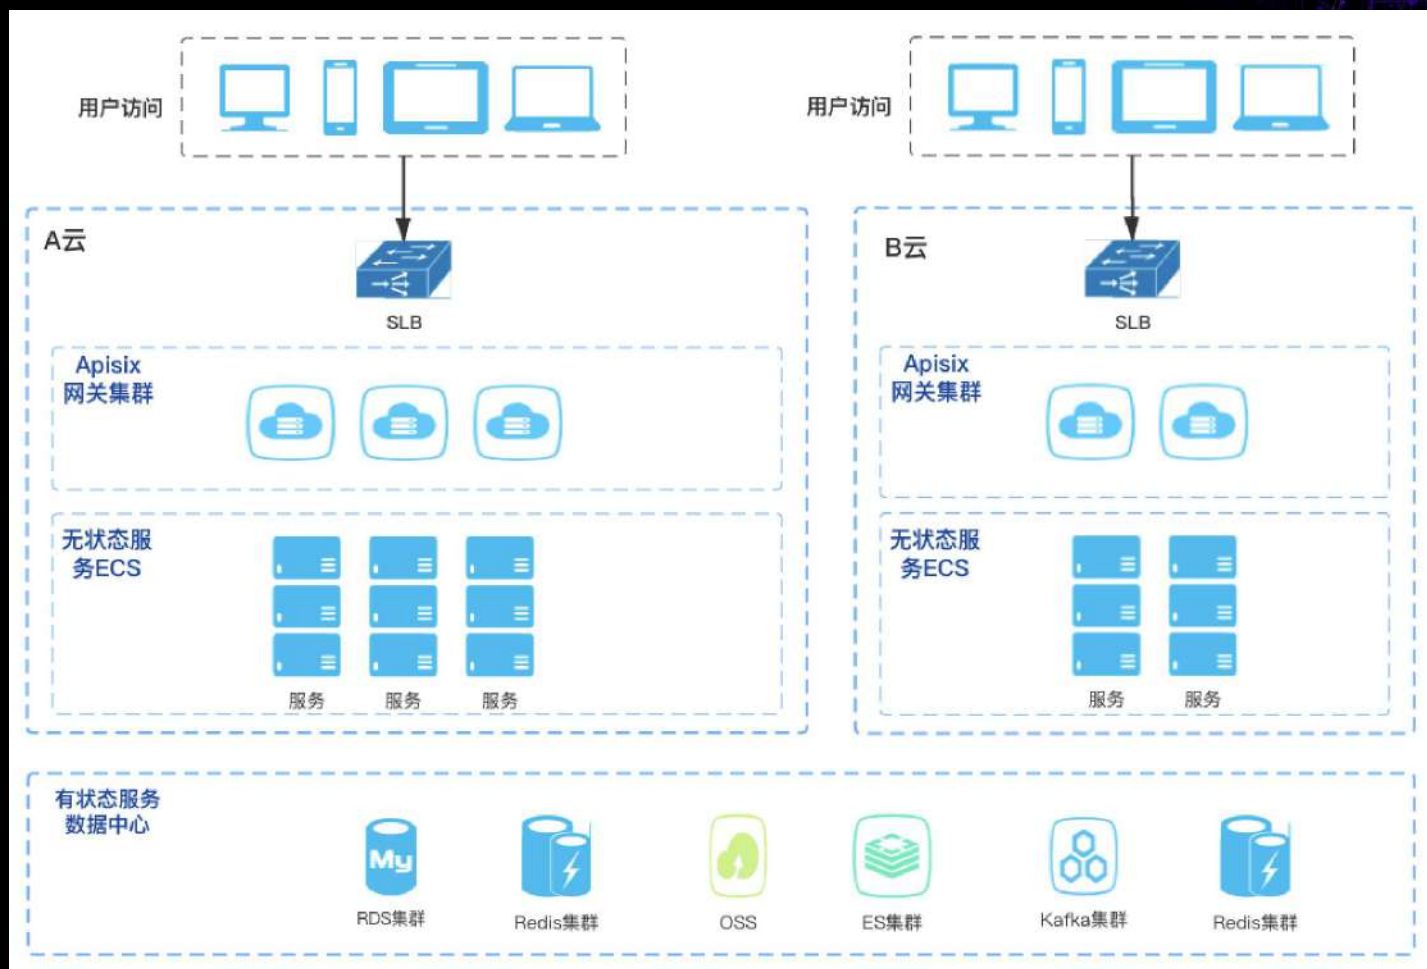 用户访问
用户访问
A云
SLB
Apisix
网关集群
无状态服
务ECS
服务
服务
服务
B云
SLB
Apisix
网关集群
无状态服
务ECS
服务
服务
有状态服务
数据中心
My
RDS集群
Redis集群
OSS
ES集群
Kafka集群
Redis集群